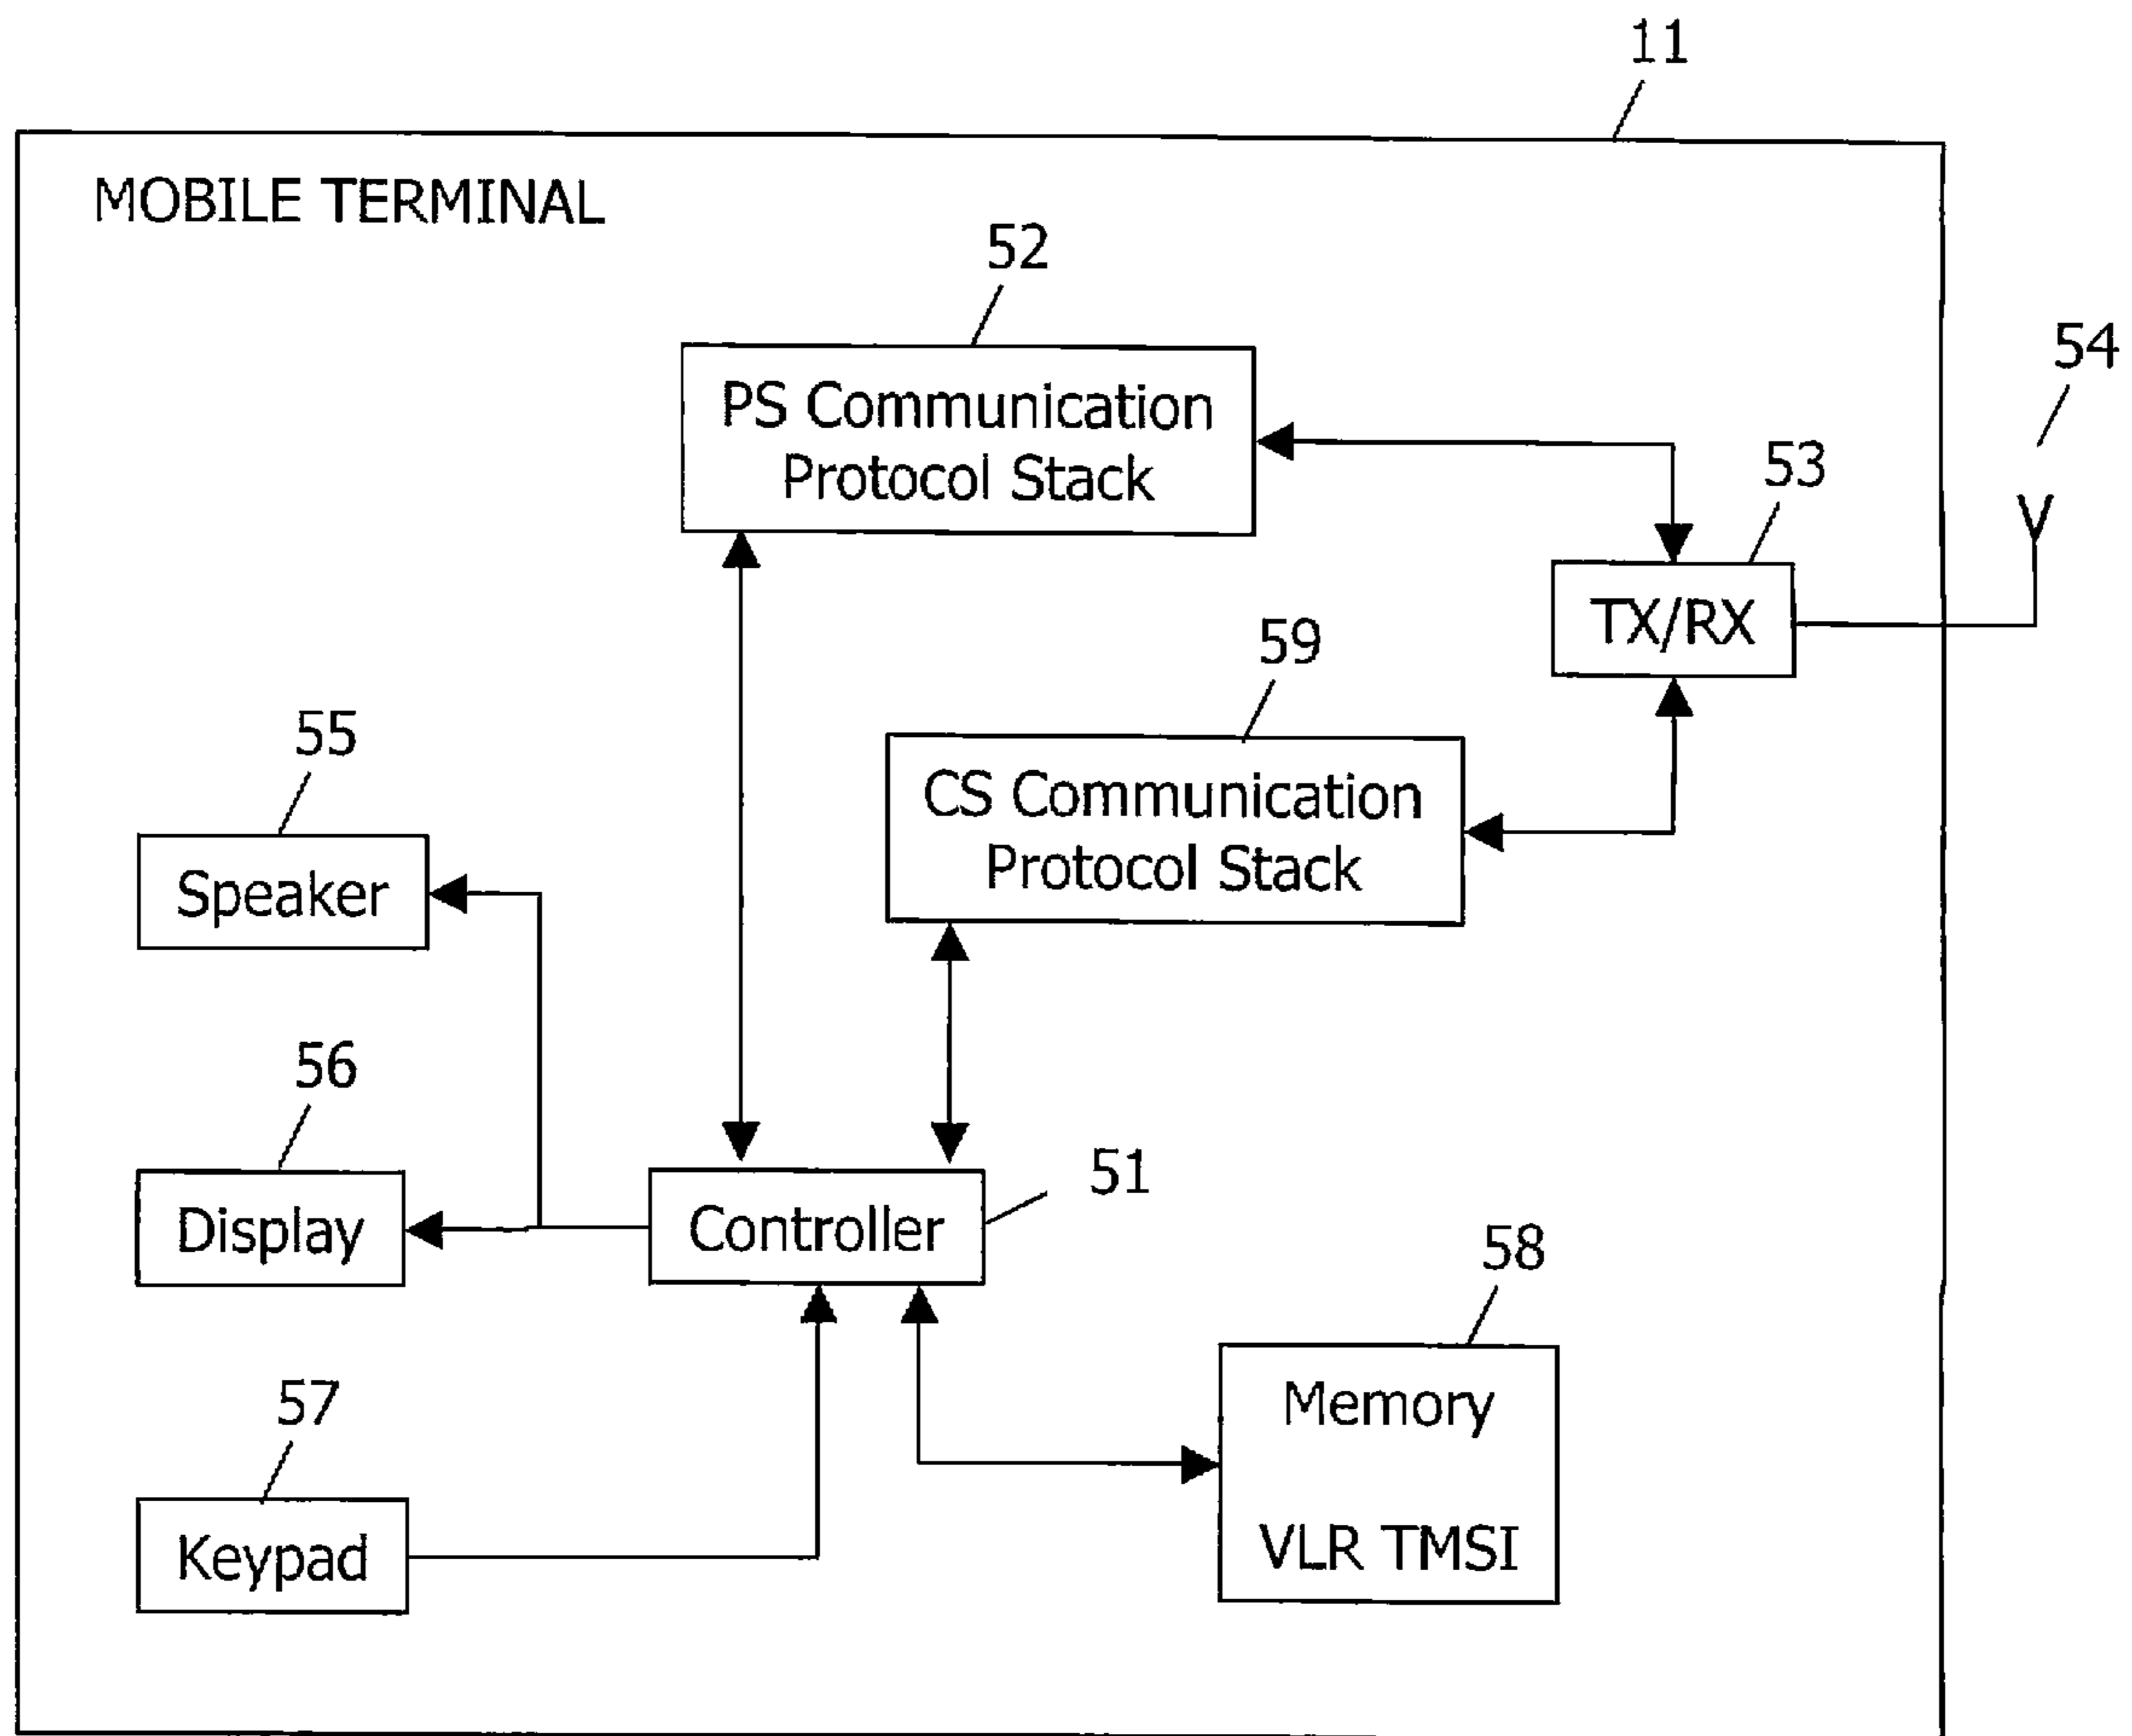 11
MOBILE TERMINAL
52
PS Communication
Protocol Stack
54
53
TX/RX
59
CS Communication
Protocol Stack
55
Speaker
56
Display
51
Controller
58
Memory
VLR TMSI
57
Keypad